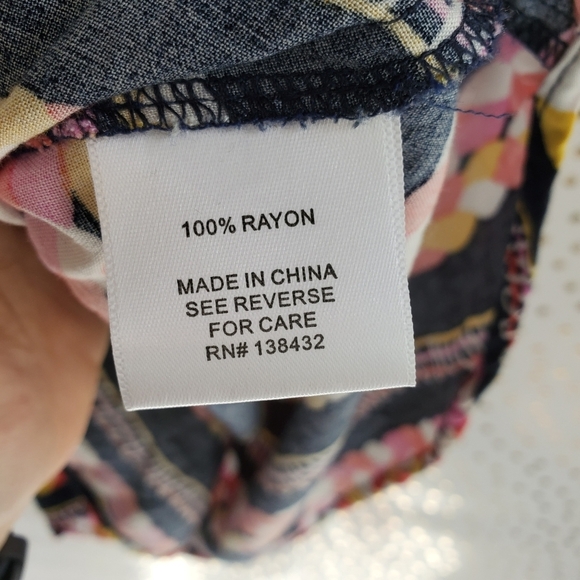 100% RAYON
MADE IN CHINA
SEE REVERSE
FOR CARE
RN# 138432